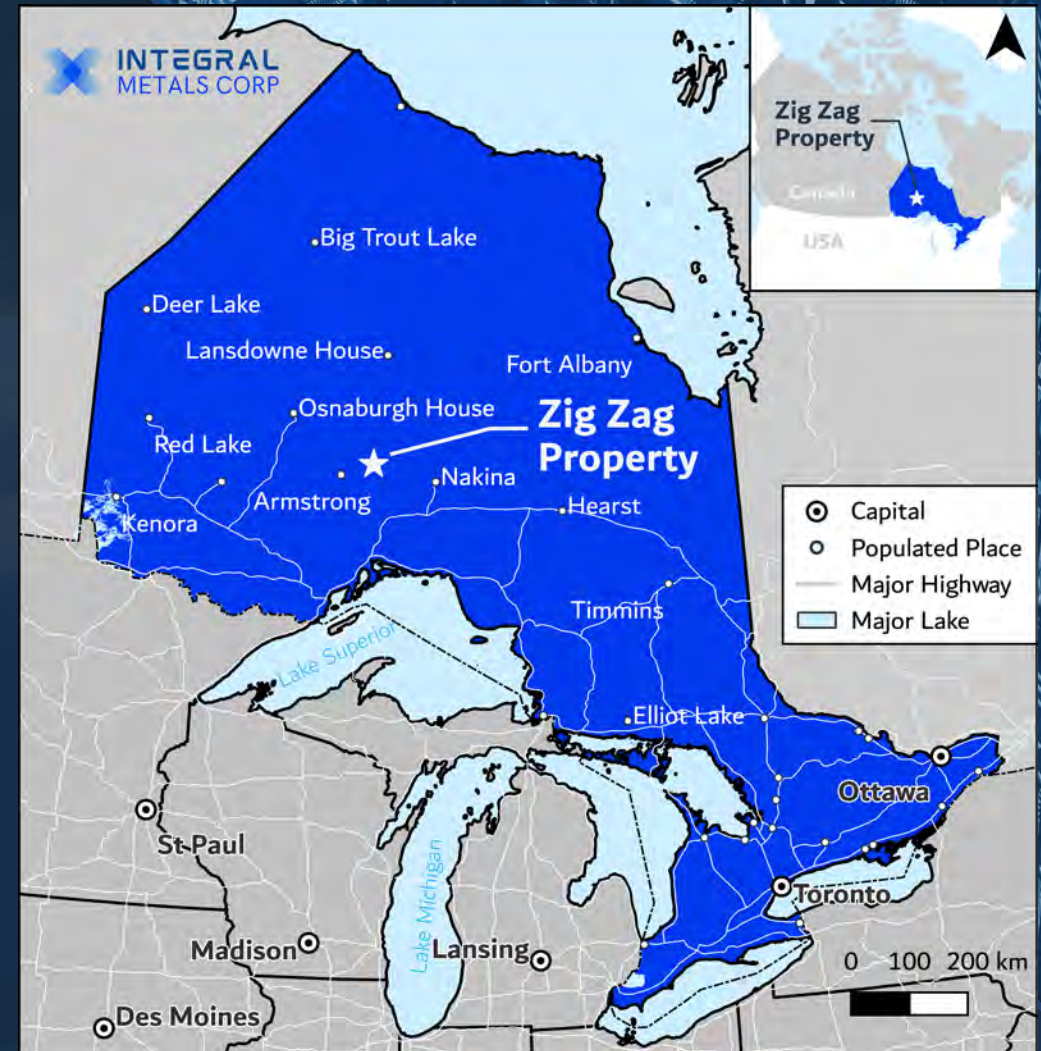 INTEGRAL
METALS CORP
Zig Zag
Property
Canada
USA
Big Trout Lake
Deer Lake
Lansdowne House
Fort Albany
Osnaburgh House
Zig Zag
Property
Red Lake
Nakina
Armstrong
Hearst
Kenora
Capital
Populated Place
Major Highway
Major Lake
Timmins
Lake Superior
Elliot Lake
Ottawa
St Paul
Toronto
Lake Michigan
Madison
Lansing
0 100 200 km
Des Moines